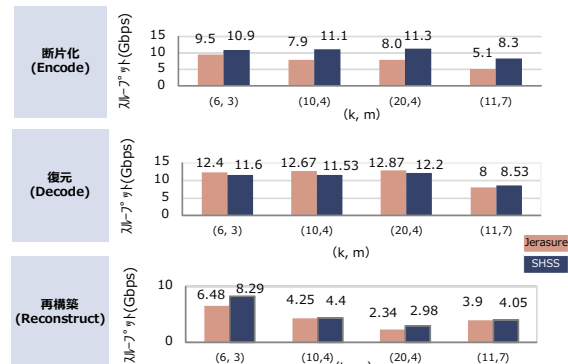 断片化
(Encode)
ｽﾙｰﾌﾟｯﾄ(Gbps)
15
10
5
0
9.5 10.9 7.9 11.1 8.0 11.3 5.1 8.3
(6, 3) (10,4) (20,4) (11,7)
(k, m)
復元
(Decode)
ｽﾙｰﾌﾟｯﾄ(Gbps)
15
10
5
0
12.4 11.6 12.67 11.53 12.87 12.2 8 8.53
(6, 3) (10,4) (20,4) (11,7)
(k, m)
Jerasure
SHSS
再構築
(Reconstruct)
ｽﾙｰﾌﾟｯﾄ(Gbps)
10
0
6.48 8.29 4.25 4.4 2.34 2.98 3.9 4.05
(6, 3) (10,4) (20,4) (11,7)